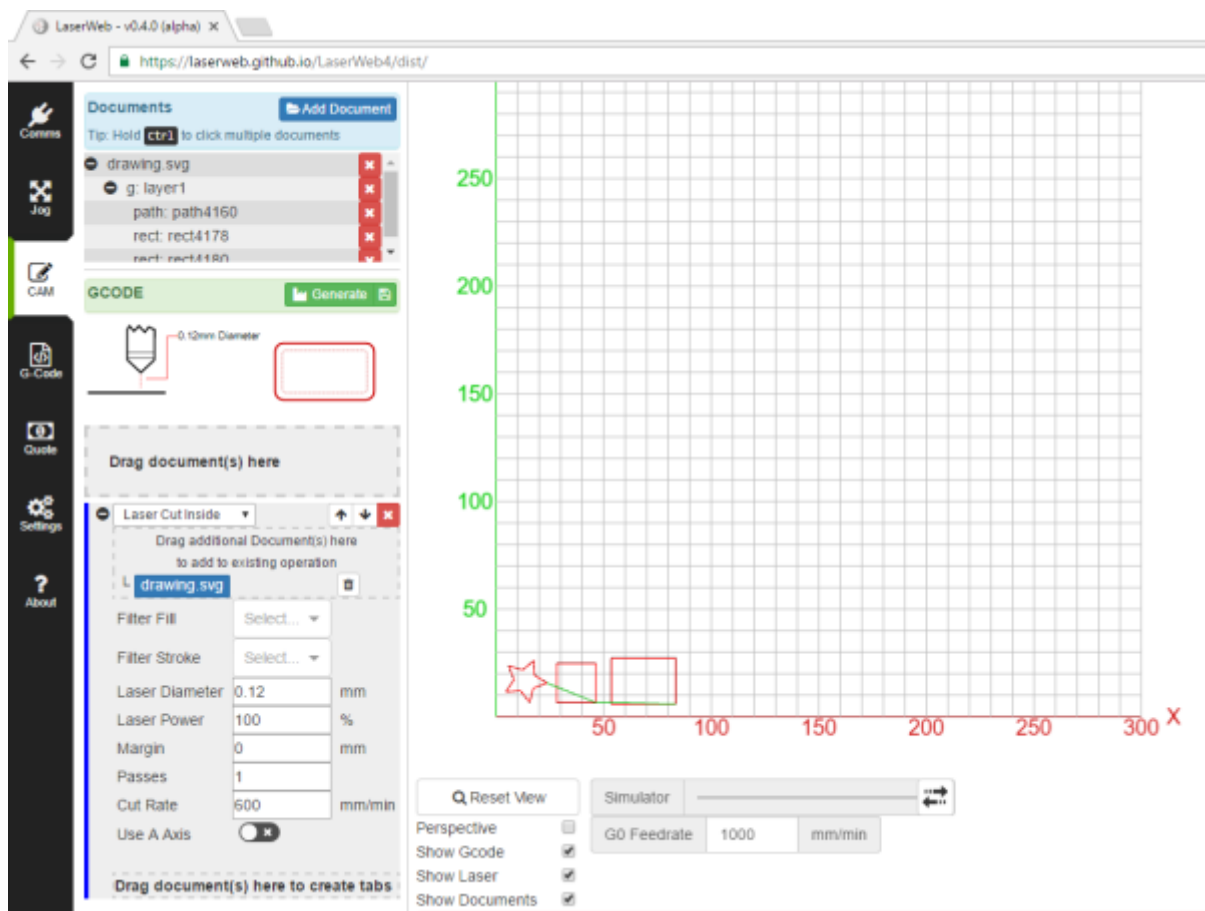 LaserWeb - v0.4.0 (alpha)
https://laserweb.github.io/LaserWeb4/dist/
Comms
Jog
CAM
G-Code
Quote
Settings
About
Documents
Add Document
Tip: Hold ctrl to click multiple documents
drawing.svg
g: layer1
path: path4160
rect: rect4178
rect: rect4180
GCODE
Generate
0.12mm Diameter
Drag document(s) here
Laser Cut Inside
Drag additional Document(s) here
to add to existing operation
drawing.svg
Filter Fill Select...
Filter Stroke Select...
Laser Diameter 0.12 mm
Laser Power 100 %
Margin 0 mm
Passes 1
Cut Rate 600 mm/min
Use A Axis
Drag document(s) here to create tabs
250
200
150
100
50
50 100 150 200 250 300 X
Reset View
Perspective
Show Gcode
Show Laser
Show Documents
Simulator
G0 Feedrate 1000 mm/min